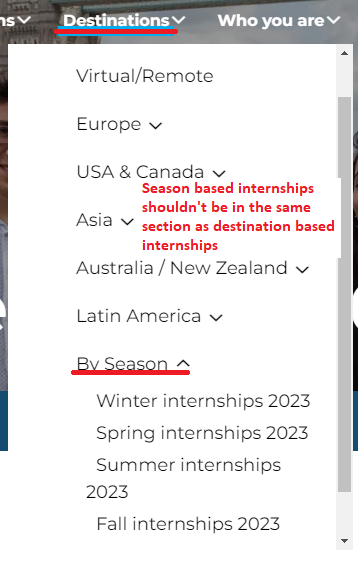 ns Destinations Who you are
Virtual/Remote
Europe
USA & Canada
Season based internships
shouldn't be in the same
section as destination based
internships
Asia
Australia / New Zealand
Latin America
By Season
Winter internships 2023
Spring internships 2023
Summer internships
2023
Fall internships 2023